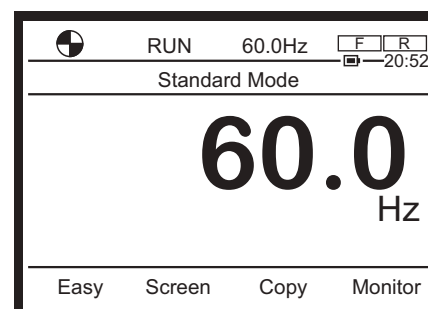 RUN 60.0Hz F R
20:52
Standard Mode
60.0
Hz
Easy Screen Copy Monitor